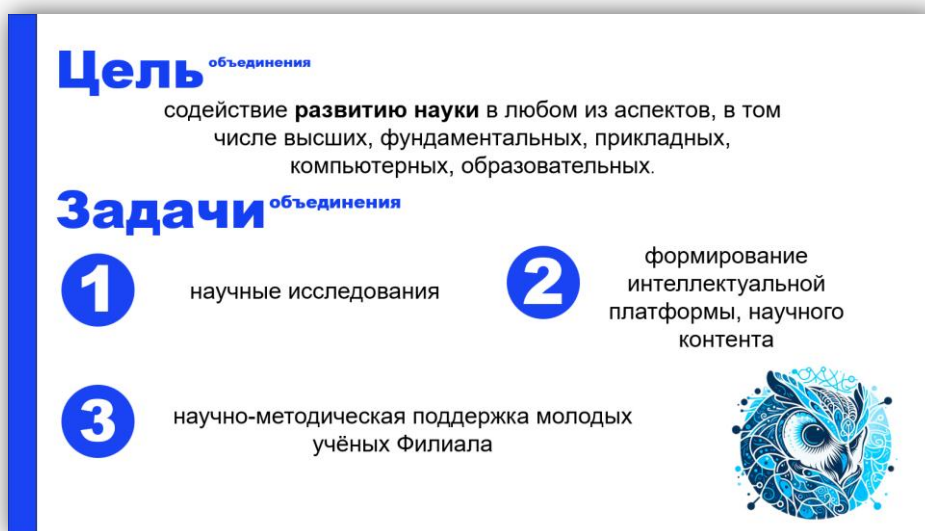 Цель объединения
содействие развитию науки в любом из аспектов, в том
числе высших, фундаментальных, прикладных,
компьютерных, образовательных.
Задачи объединения
1
научные исследования
2
формирование
интеллектуальной
платформы, научного
контента
3
научно-методическая поддержка молодых
учёных Филиала